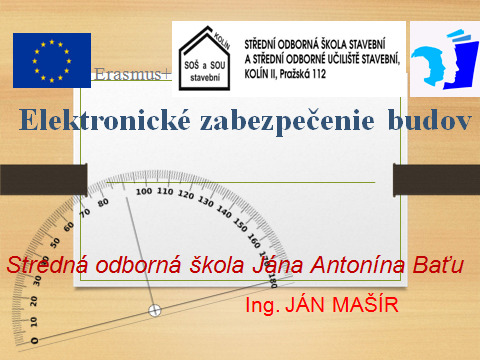 Erasmus+
KOLÍN
SOŠ a SOU
stavební
STŘEDNÍ ODBORNÁ ŠKOLA STAVEBNÍ
A STŘEDNÍ ODBORNÉ UČILIŠTĚ STAVEBNÍ,
KOLÍN II, Pražská 112
Elektronické zabezpečenie budov
0 10 20 30 40 50 60 70 80 100 110 120 130 140 150 160 170 180
Stredná odborná škola Jána Antonína Baťu
Ing. JÁN MAŠÍR